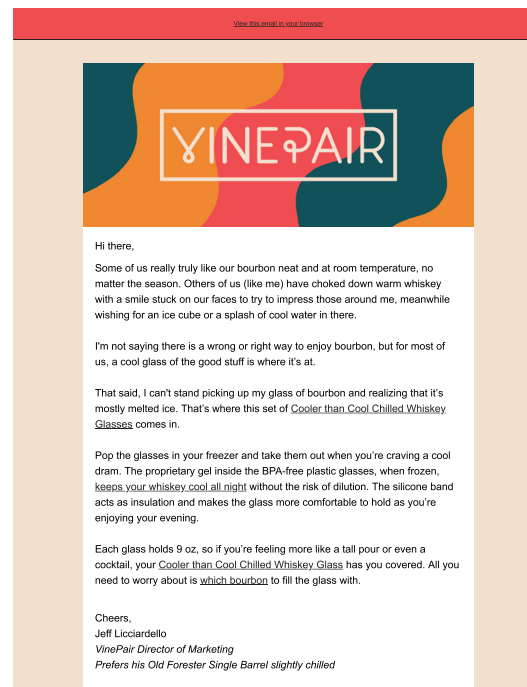 View this email in your browser
VINEPAIR
Hi there,
Some of us really truly like our bourbon neat and at room temperature, no
matter the season. Others of us (like me) have choked down warm whiskey
with a smile stuck on our faces to try to impress those around me, meanwhile
wishing for an ice cube or a splash of cool water in there.
I'm not saying there is a wrong or right way to enjoy bourbon, but for most of
us, a cool glass of the good stuff is where it's at.
That said, I can't stand picking up my glass of bourbon and realizing that it's
mostly melted ice. That's where this set of Cooler than Cool Chilled Whiskey
Glasses comes in.
Pop the glasses in your freezer and take them out when you're craving a cool
dram. The proprietary gel inside the BPA-free plastic glasses, when frozen,
keeps your whiskey cool all night without the risk of dilution. The silicone band
acts as insulation and makes the glass more comfortable to hold as you're
enjoying your evening.
Each glass holds 9 oz, so if you're feeling more like a tall pour or even a
cocktail, your Cooler than Cool Chilled Whiskey Glass has you covered. All you
need to worry about is which bourbon to fill the glass with.
Cheers,
Jeff Licciardello
VinePair Director of Marketing
Prefers his Old Forester Single Barrel slightly chilled